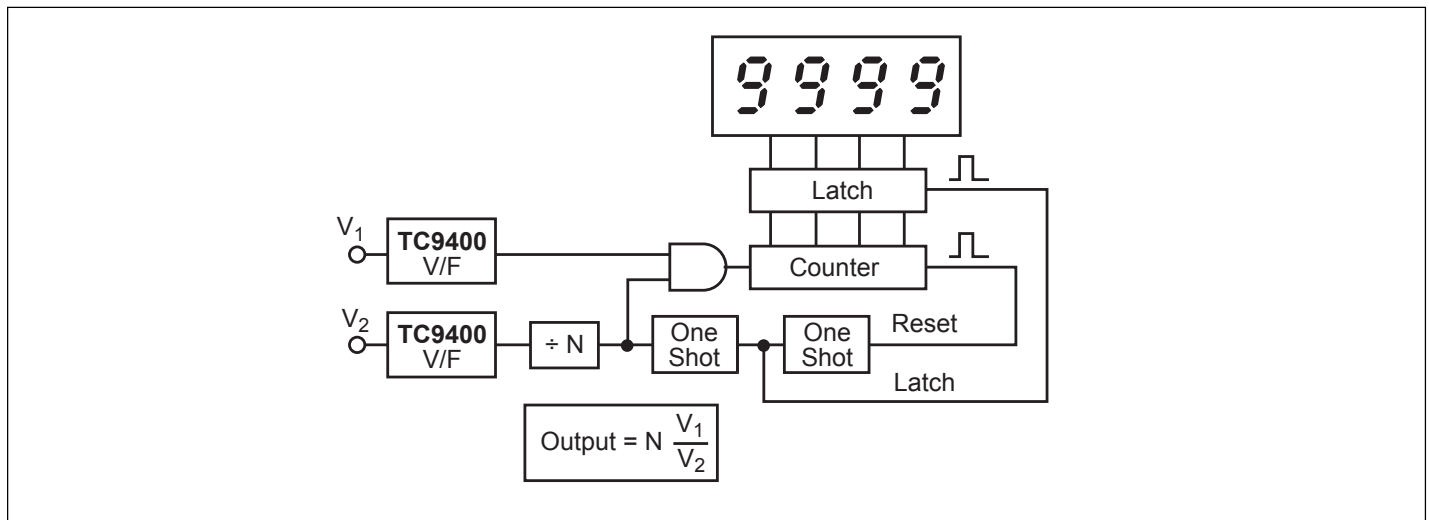 9999
Latch
V1
TC9400
V/F
Counter
V2
TC9400
V/F
÷ N
One
Shot
One
Shot
Reset
Latch
Output = N V1
V2